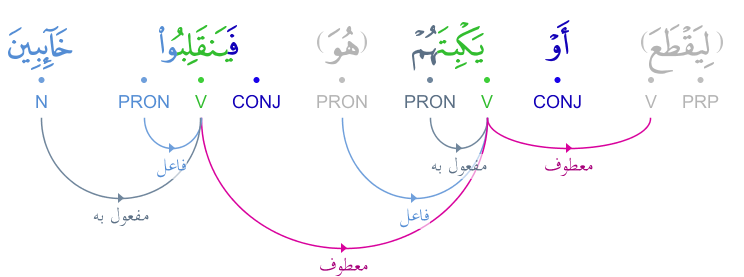 (لِيَقْطَعَ) أَوْ يَكْبِتَهُمْ (هُوَ) فَيَنقَلِبُوا۟ خَآئِبِينَ
PRP V CONJ V PRON PRON CONJ V PRON N
معطوف مفعول به فاعل
فاعل مفعول به
معطوف